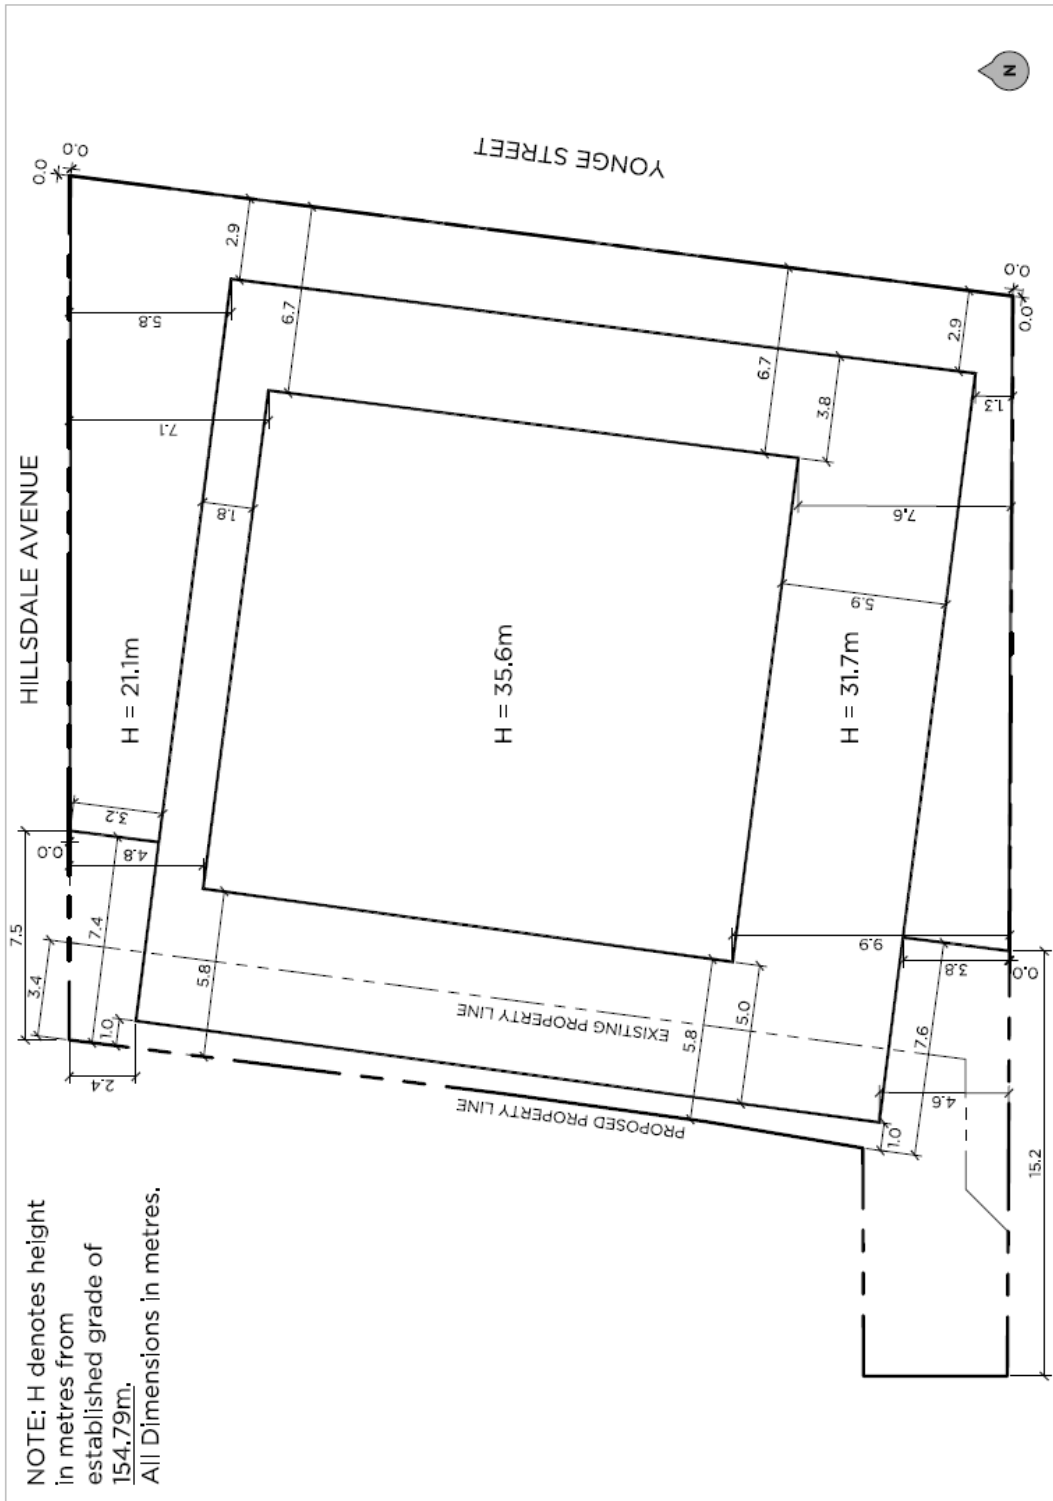 N
YONGE STREET
HILLSDALE AVENUE
0.0
0.0
2.9
6.7
5.8
7.1
1.8
H = 21.1m
3.2
0.0
4.8
7.5
7.4
3.4
1.0
2.4
5.8
H = 35.6m
6.7
3.8
2.9
0.0
0.0
1.3
7.6
5.9
H = 31.7m
9.9
3.8
0.0
7.6
5.0
5.8
4.6
1.0
15.2
EXISTING PROPERTY LINE
PROPOSED PROPERTY LINE
NOTE: H denotes height
in metres from
established grade of
154.79m.
All Dimensions in metres.